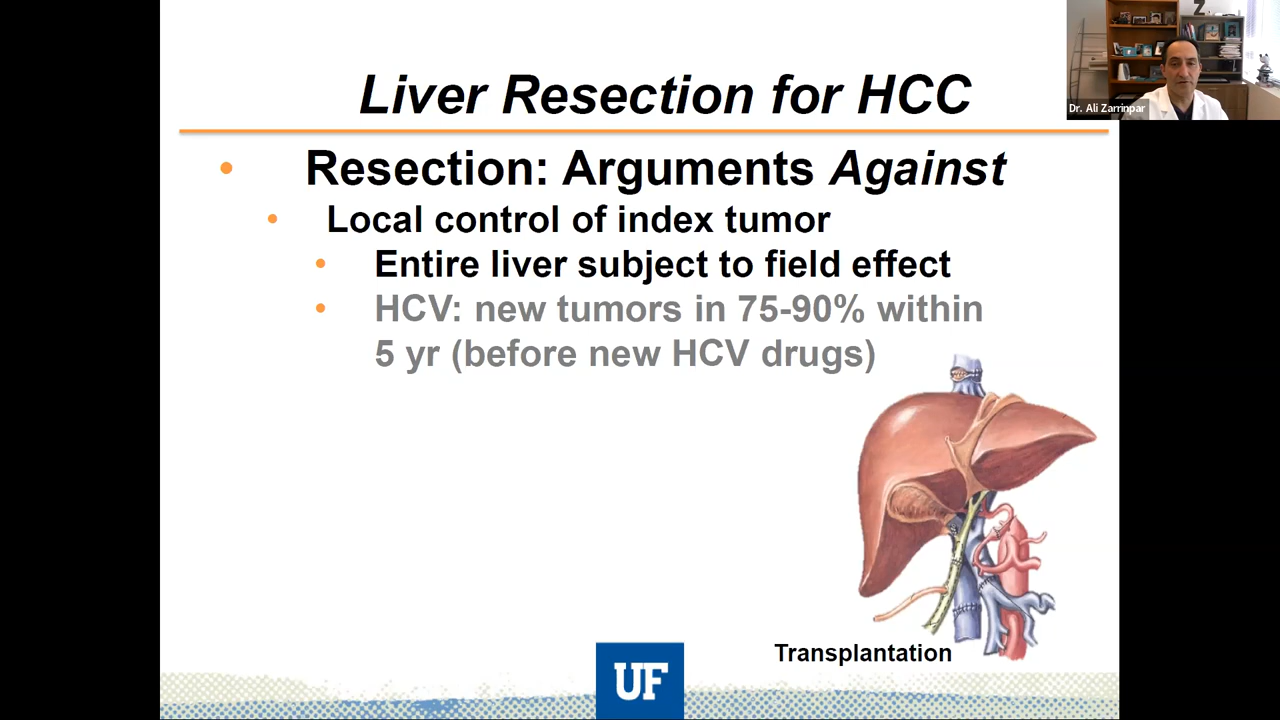 Liver Resection for HCC
Dr. Ali Zarrinpar
Resection: Arguments Against
Local control of index tumor
Entire liver subject to field effect
HCV: new tumors in 75-90% within
5 yr (before new HCV drugs)
Transplantation
UF